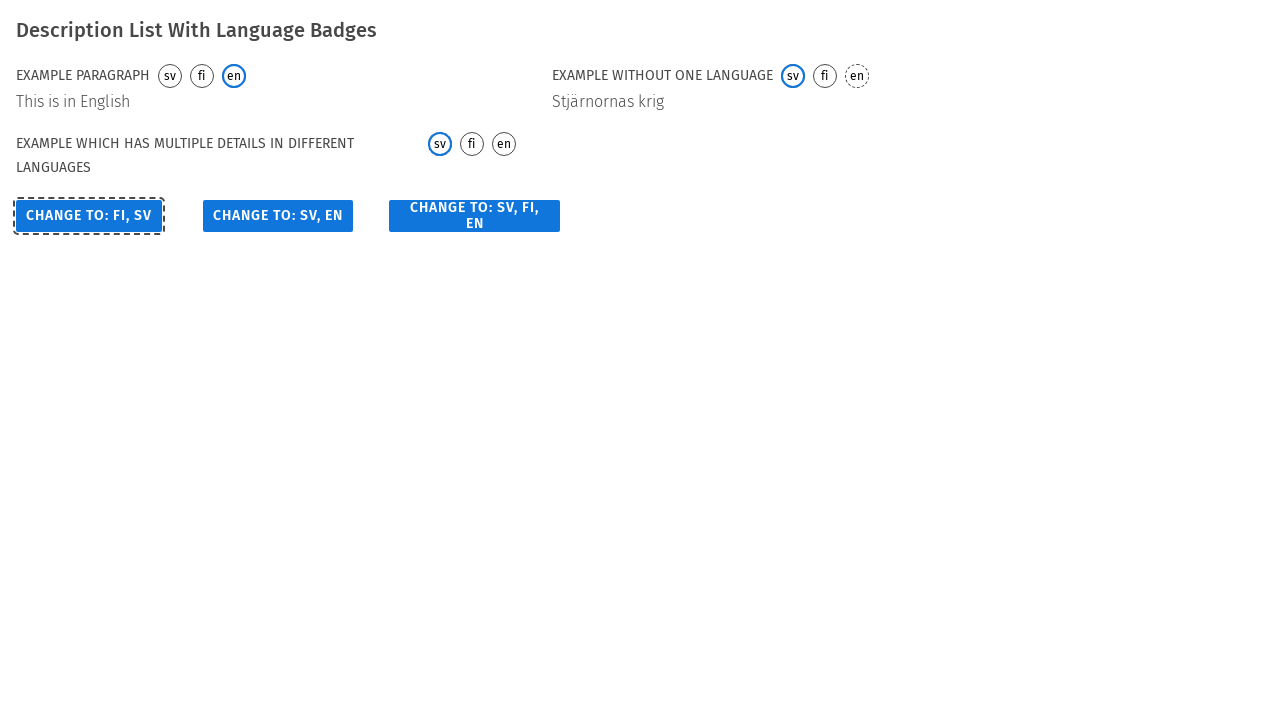 Description List With Language Badges
EXAMPLE PARAGRAPH sv fi en
This is in English
EXAMPLE WITHOUT ONE LANGUAGE sv fi en
Stjärnornas krig
EXAMPLE WHICH HAS MULTIPLE DETAILS IN DIFFERENT
LANGUAGES
sv fi en
CHANGE TO: FI, SV
CHANGE TO: SV, EN
CHANGE TO: SV, FI,
EN